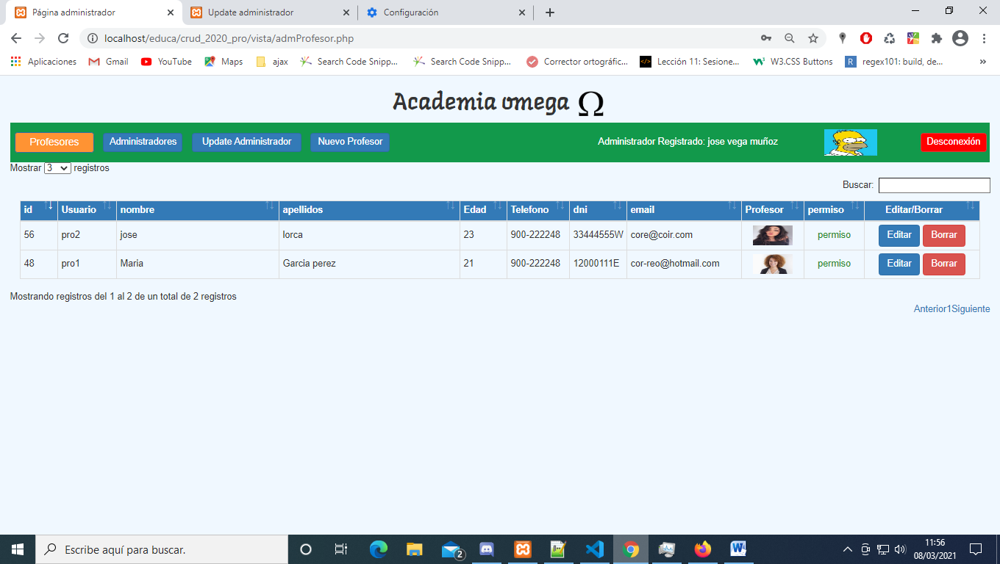 Página administrador
Update administrador
Configuración
localhost/educa/crud_2020_pro/vista/admProfesor.php
Aplicaciones Gmail YouTube Maps ajax Search Code Snipp... Search Code Snipp... Corrector ortográfic... Lección 11: Sesione... W3.CSS Buttons regex101: build, de... »
Academia omega Ω
Profesores Administradores Update Administrador Nuevo Profesor Administrador Registrado: jose vega muñoz Desconexión
Mostrar 3 registros
Buscar:
id Usuario nombre apellidos Edad Telefono dni email Profesor permiso Editar/Borrar
56 pro2 jose lorca 23 900-222248 33444555W core@coir.com permiso Editar Borrar
48 pro1 Maria Garcia perez 21 900-222248 12000111E cor-reo@hotmail.com permiso Editar Borrar
Mostrando registros del 1 al 2 de un total de 2 registros
Anterior1Siguiente
Escribe aquí para buscar.
2
11:56
08/03/2021